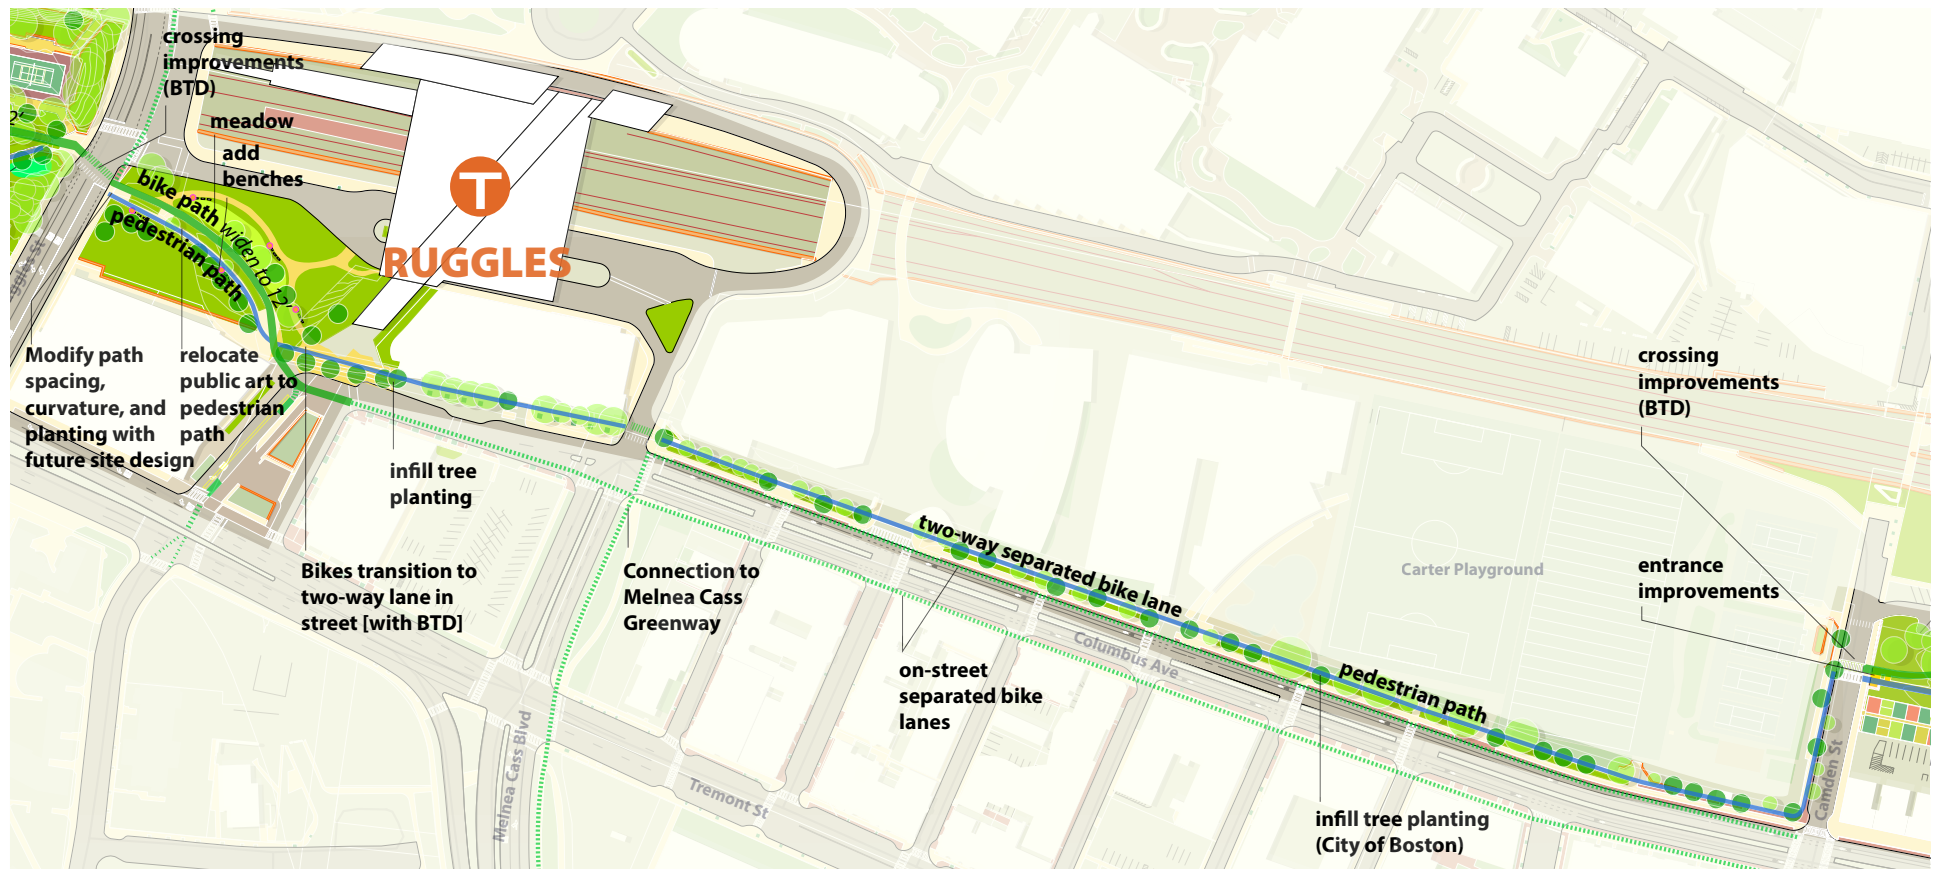 crossing
improvements
(BTD)
2'
meadow
add
benches
bike path widen to 12'
pedestrian path
T
RUGGLES
Modify path
spacing,
curvature, and
planting with
future site design
relocate
public art to
pedestrian
path
infill tree
planting
Bikes transition to
two-way lane in
street [with BTD]
Connection to
Melnea Cass
Greenway
two-way separated bike lane
on-street
separated bike
lanes
Columbus Ave
pedestrian path
Carter Playground
crossing
improvements
(BTD)
entrance
improvements
infill tree planting
(City of Boston)
Camden St
Melnea Cass Blvd
Tremont St